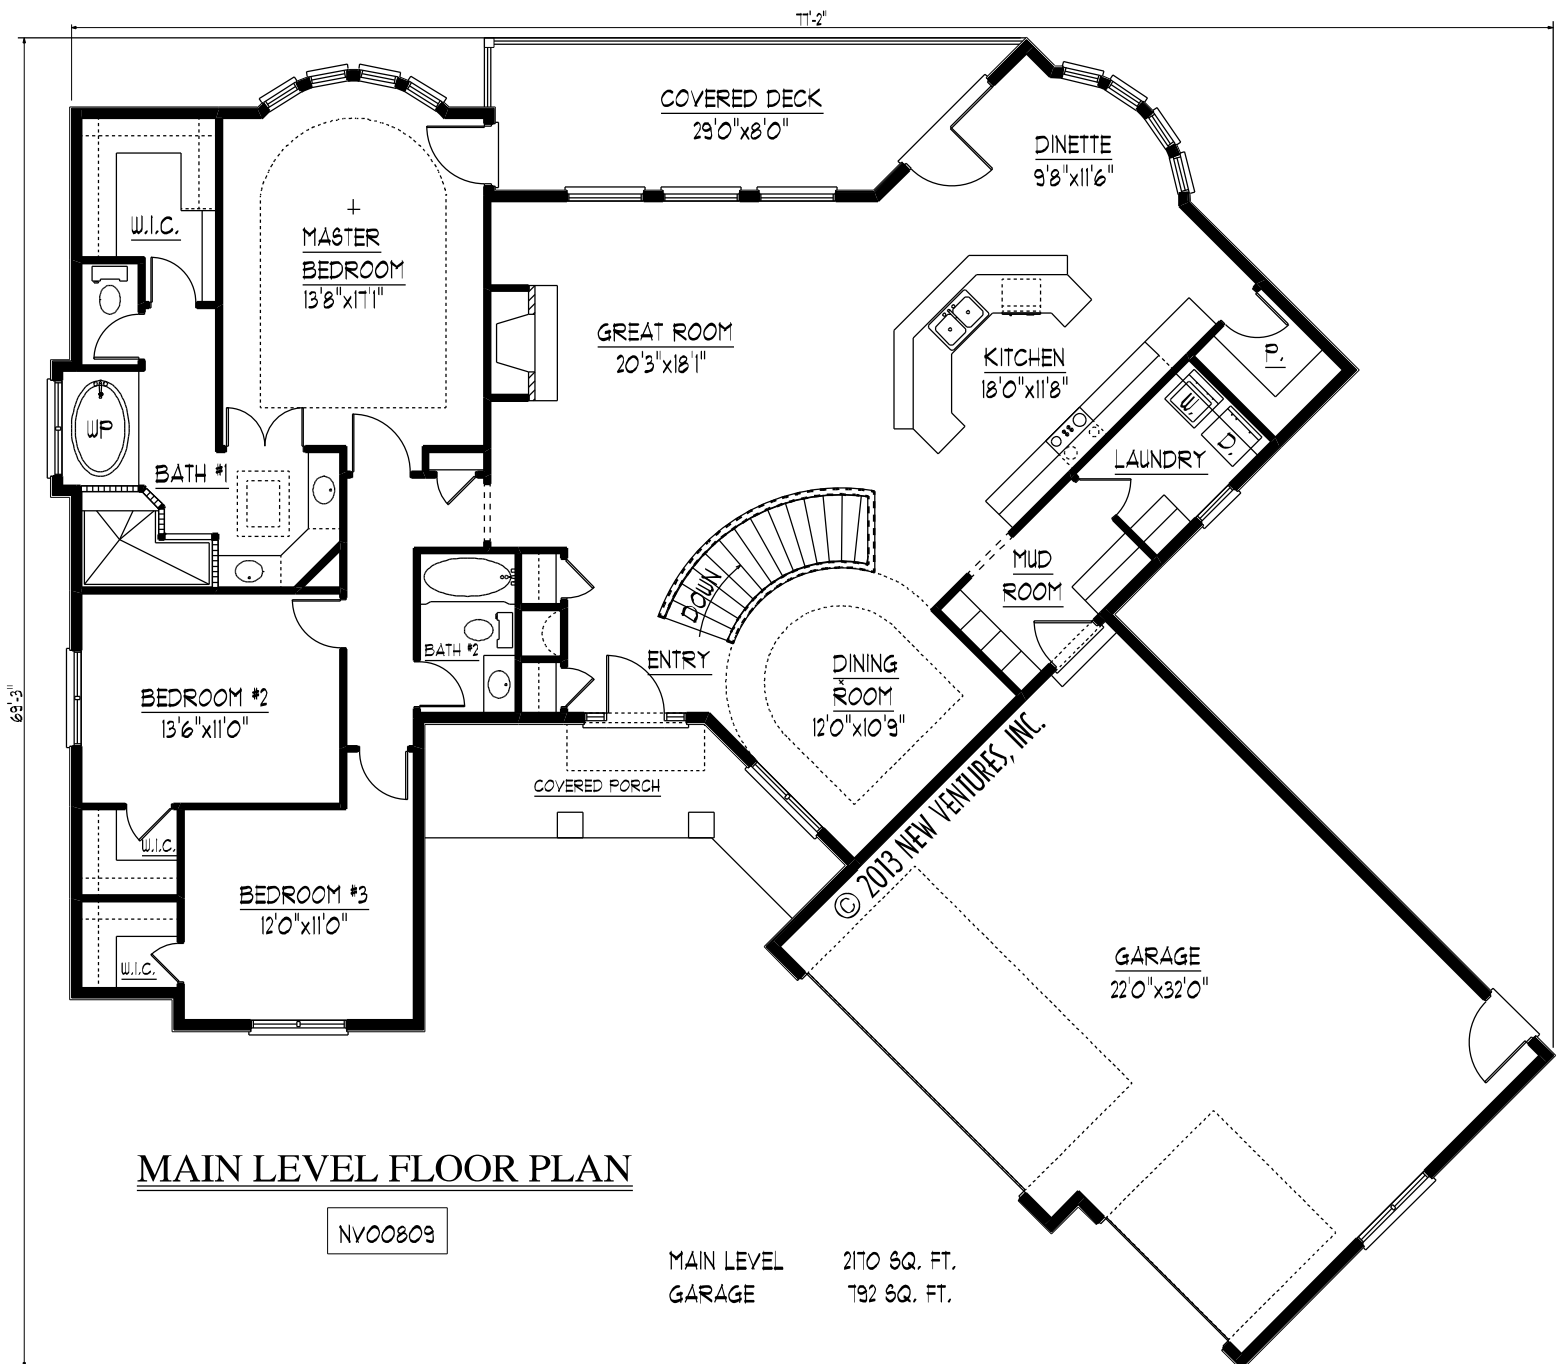 77'-2"
COVERED DECK
29'0"x8'0"
DINETTE
9'8"x11'6"
W.I.C.
MASTER
BEDROOM
13'8"x17'1"
GREAT ROOM
20'3"x18'1"
KITCHEN
18'0"x11'8"
P.
W.
D.
WP
BATH #1
LAUNDRY
MUD
ROOM
DOWN
BATH #2
ENTRY
DINING
ROOM
12'0"x10'9"
BEDROOM #2
13'6"x11'0"
69'-3"
COVERED PORCH
W.I.C.
© 2013 NEW VENTURES, INC.
BEDROOM #3
12'0"x11'0"
W.I.C.
GARAGE
22'0"x32'0"
MAIN LEVEL FLOOR PLAN
NV00809
MAIN LEVEL 2170 SQ. FT.
GARAGE 792 SQ. FT.